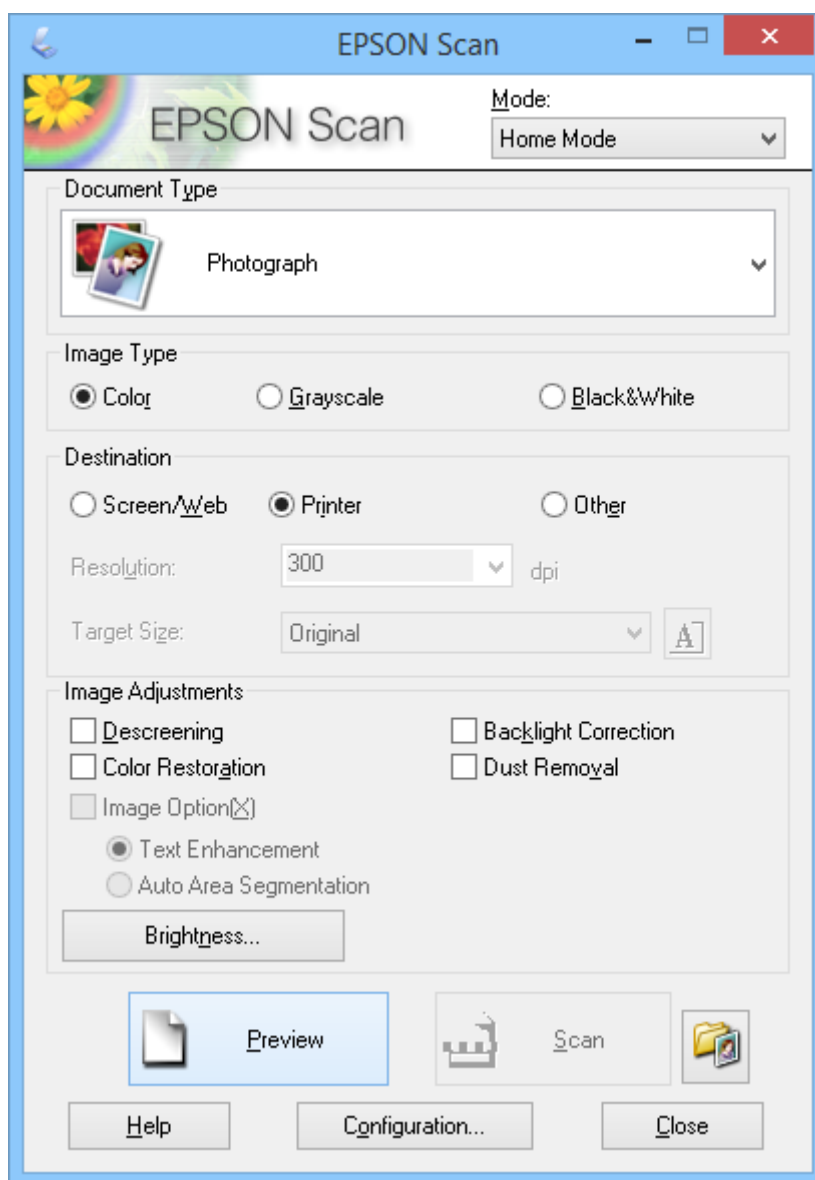 EPSON Scan
EPSON Scan
Mode:
Home Mode
Document Type
Photograph
Image Type
Color Grayscale Black&White
Destination
Screen/Web Printer Other
Resolution: 300 dpi
Target Size: Original A
Image Adjustments
Descreening Backlight Correction
Color Restoration Dust Removal
Image Option(X)
Text Enhancement
Auto Area Segmentation
Brightness...
Preview Scan
Help Configuration... Close